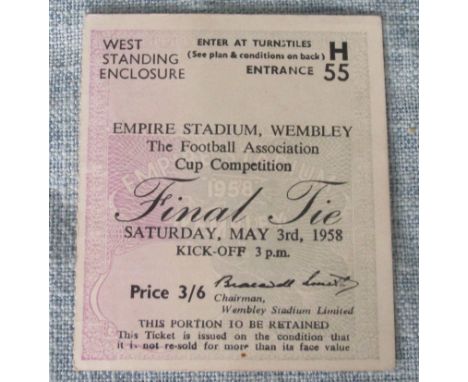 WEST
STANDING
ENCLOSURE
ENTER AT TURNSTILES
(See plan & conditions on back)
ENTRANCE
H
55
EMPIRE STADIUM, WEMBLEY
The Football Association
Cup Competition
Final Tie
SATURDAY, MAY 3rd, 1958
KICK-OFF 3 p.m.
Price 3/6
Chairman,
Wembley Stadium Limited
THIS PORTION TO BE RETAINED
This Ticket is issued on the condition that
it is not re-sold for more than its face value